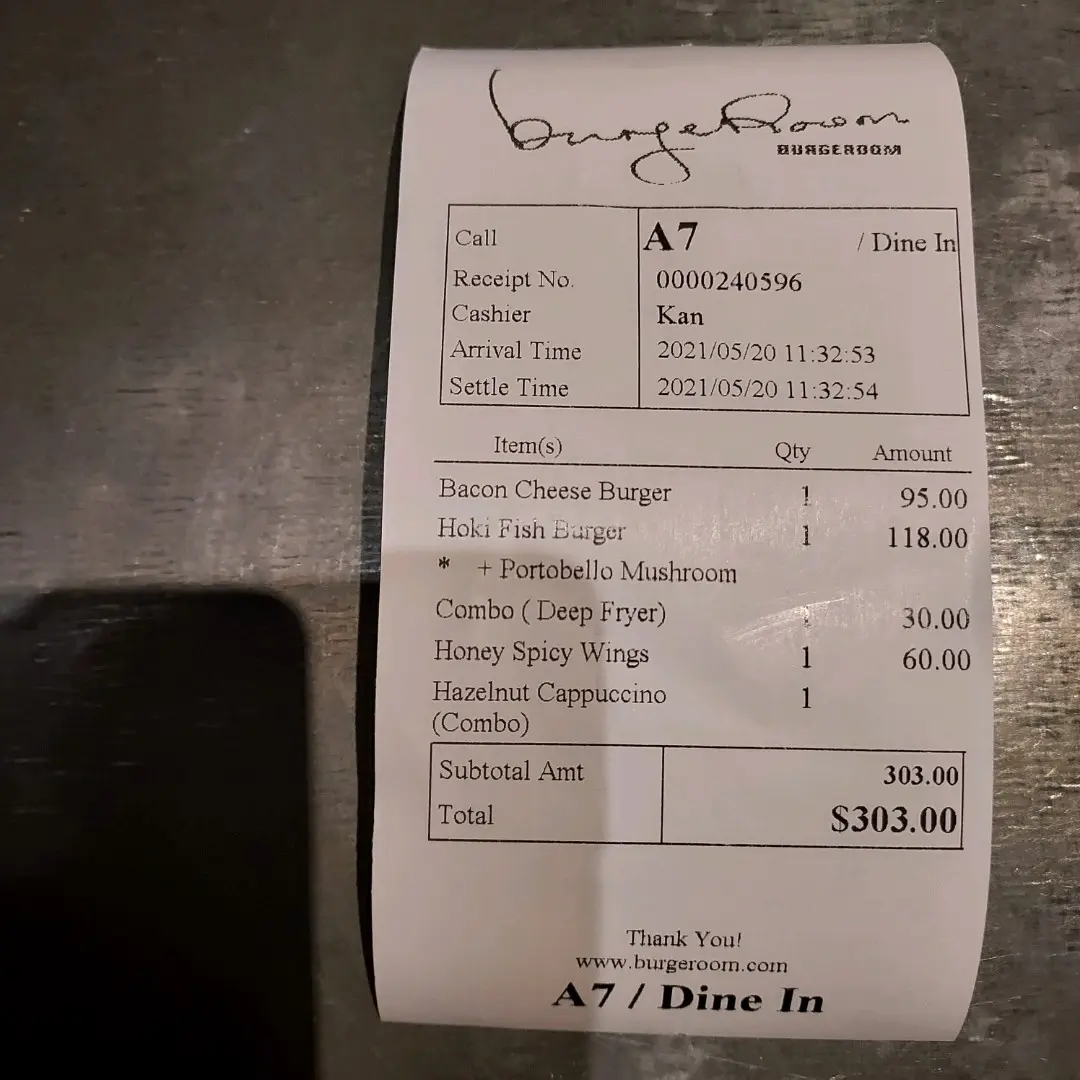 burgeRoom
BURGEROOM
Call A7 / Dine In
Receipt No. 0000240596
Cashier Kan
Arrival Time 2021/05/20 11:32:53
Settle Time 2021/05/20 11:32:54
Item(s) Qty Amount
Bacon Cheese Burger 1 95.00
Hoki Fish Burger 1 118.00
* + Portobello Mushroom
Combo ( Deep Fryer) 1 30.00
Honey Spicy Wings 1 60.00
Hazelnut Cappuccino 1
(Combo)
Subtotal Amt 303.00
Total $303.00
Thank You!
www.burgeroom.com
A7 / Dine In